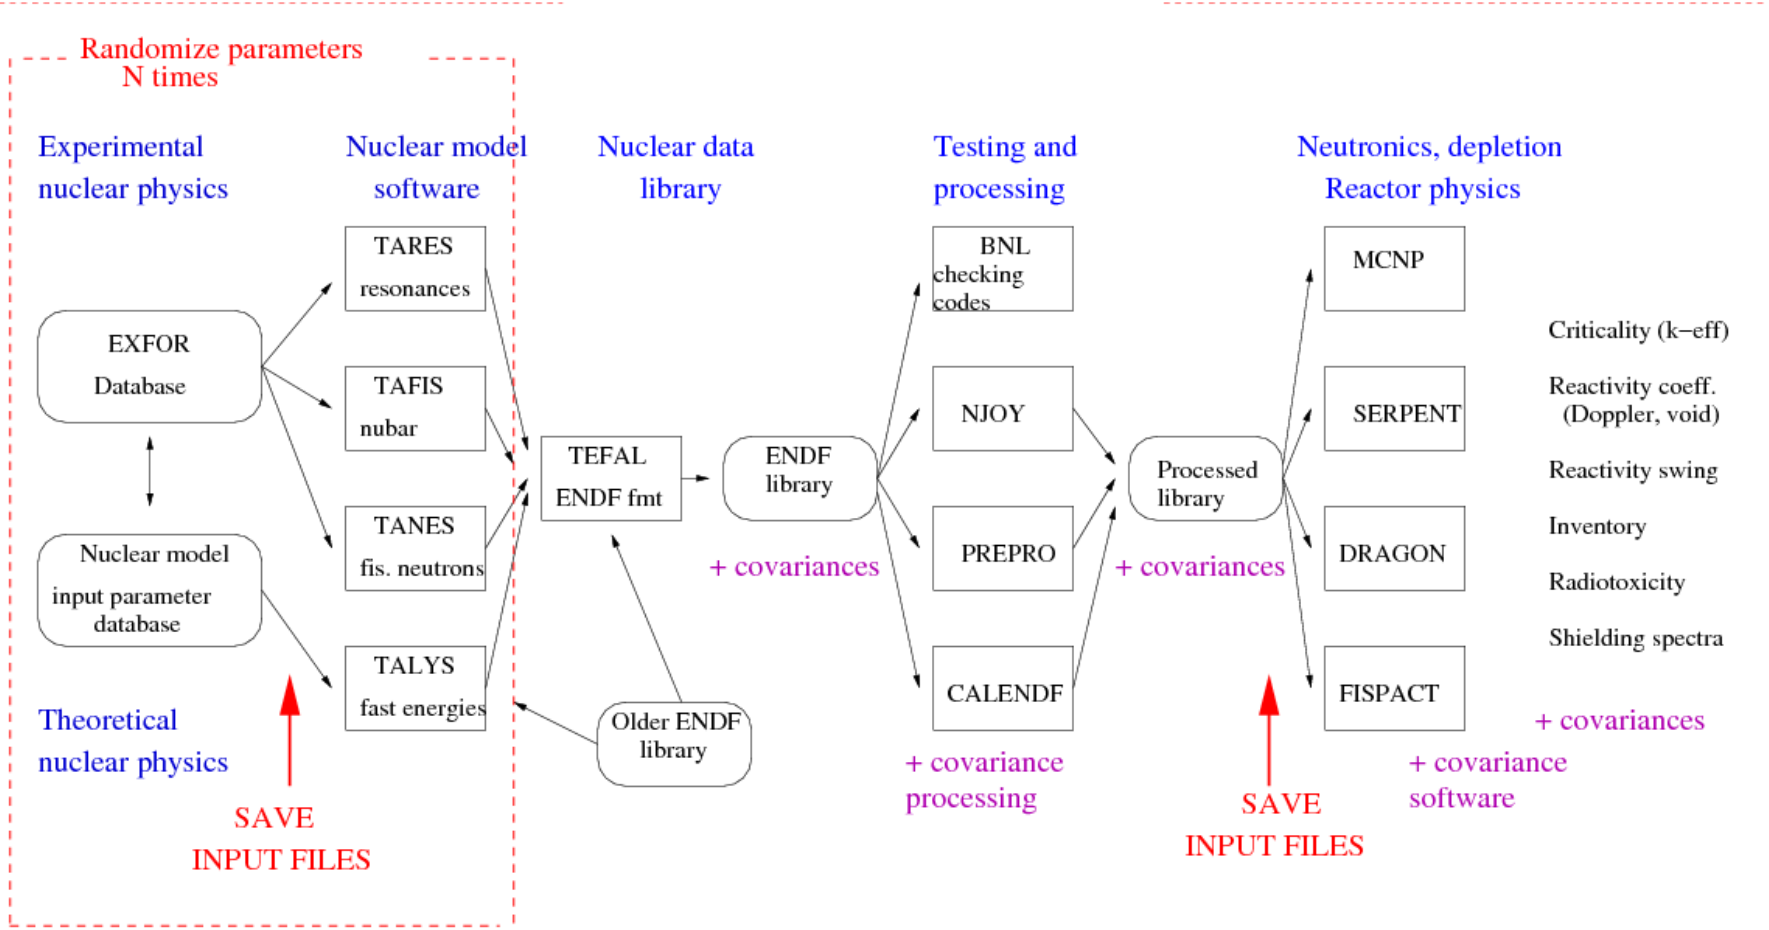 Randomize parameters
N times
Experimental
nuclear physics
Nuclear model
software
Nuclear data
library
Testing and
processing
Neutronics, depletion
Reactor physics
EXFOR
Database
Nuclear model
input parameter
database
Theoretical
nuclear physics
SAVE
INPUT FILES
TARES
resonances
TAFIS
nubar
TANES
fis. neutrons
TALYS
fast energies
TEFAL
ENDF fmt
Older ENDF
library
ENDF
library
+ covariances
BNL
checking
codes
NJOY
PREPRO
CALENDF
+ covariance
processing
Processed
library
+ covariances
SAVE
INPUT FILES
MCNP
SERPENT
DRAGON
FISPACT
+ covariance
software
Criticality (k−eff)
Reactivity coeff.
(Doppler, void)
Reactivity swing
Inventory
Radiotoxicity
Shielding spectra
+ covariances